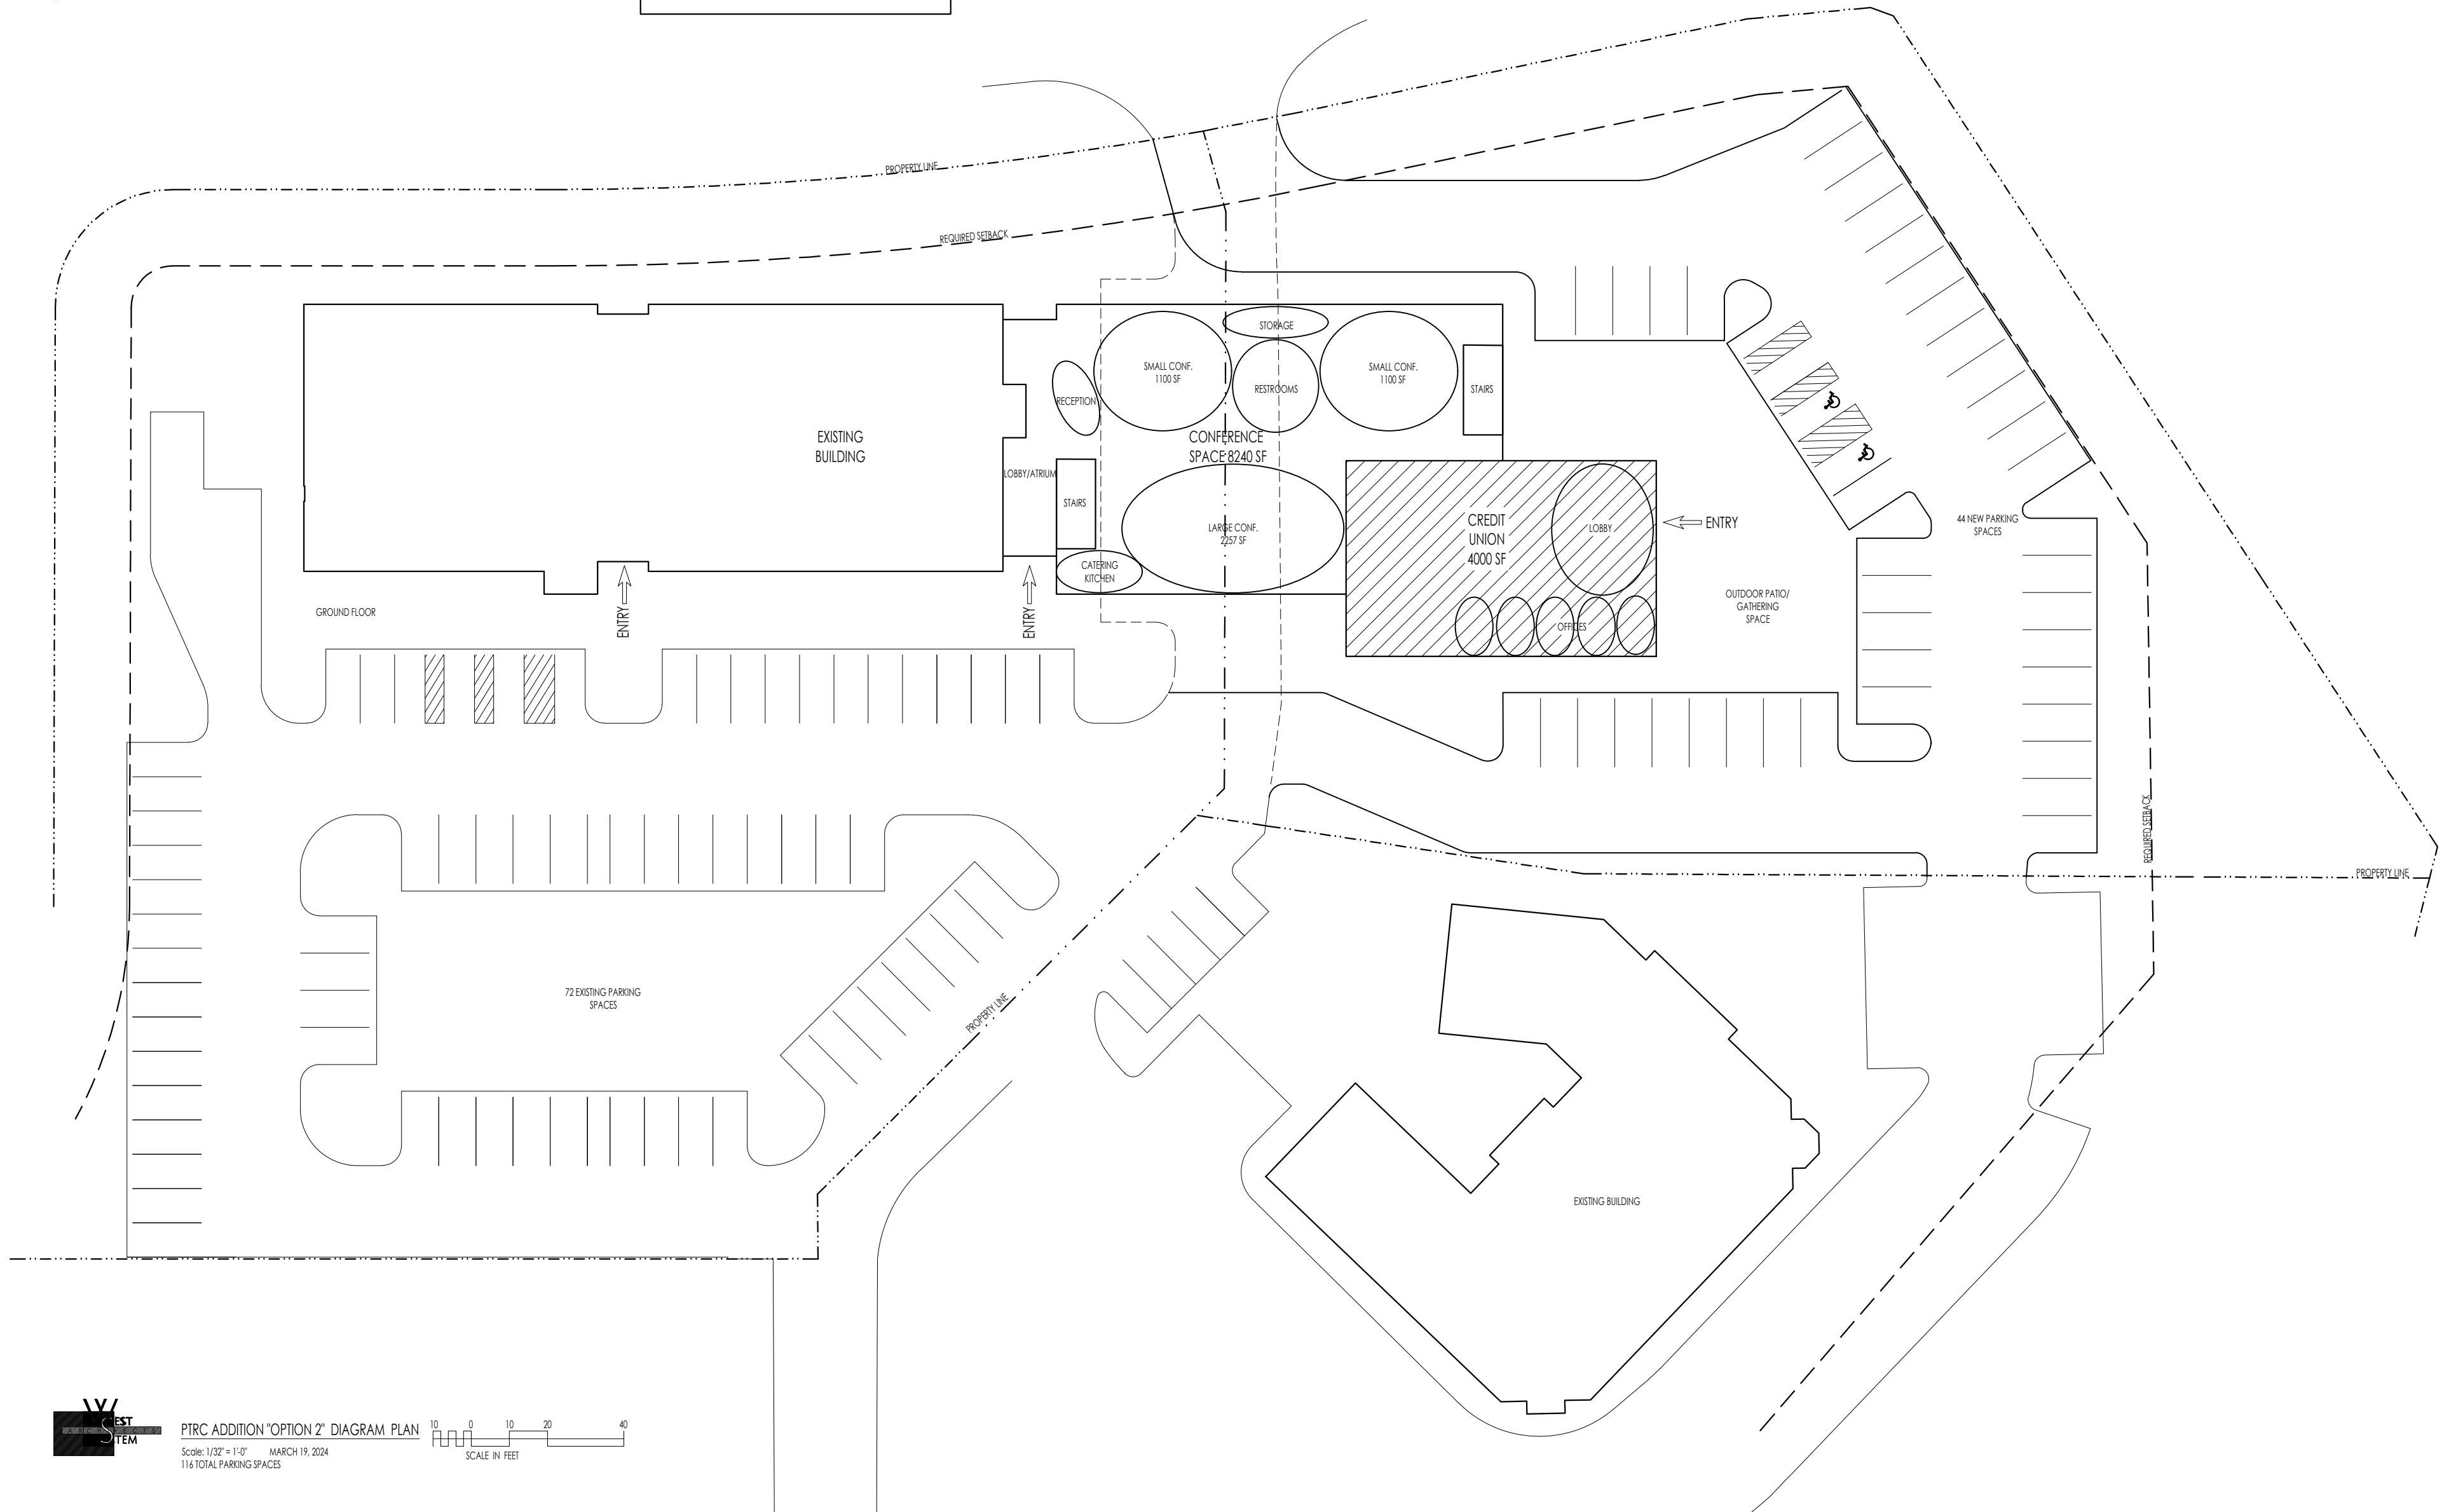 PROPERTY LINE
REQUIRED SETBACK
STORAGE
SMALL CONF.
1100 SF
SMALL CONF.
1100 SF
RESTROOMS
STAIRS
RECEPTION
EXISTING
BUILDING
CONFERENCE
SPACE 8240 SF
LOBBY/ATRIUM
STAIRS
LARGE CONF.
2257 SF
CREDIT
UNION
4000 SF
LOBBY
ENTRY
44 NEW PARKING
SPACES
CATERING
KITCHEN
OUTDOOR PATIO/
GATHERING
SPACE
GROUND FLOOR
ENTRY
ENTRY
OFFICES
REQUIRED SETBACK
PROPERTY LINE
72 EXISTING PARKING
SPACES
PROPERTY LINE
EXISTING BUILDING
WEST
STEM
PTRC ADDITION "OPTION 2" DIAGRAM PLAN
10 0 10 20 40
SCALE IN FEET
Scale: 1/32" = 1'-0" MARCH 19, 2024
116 TOTAL PARKING SPACES